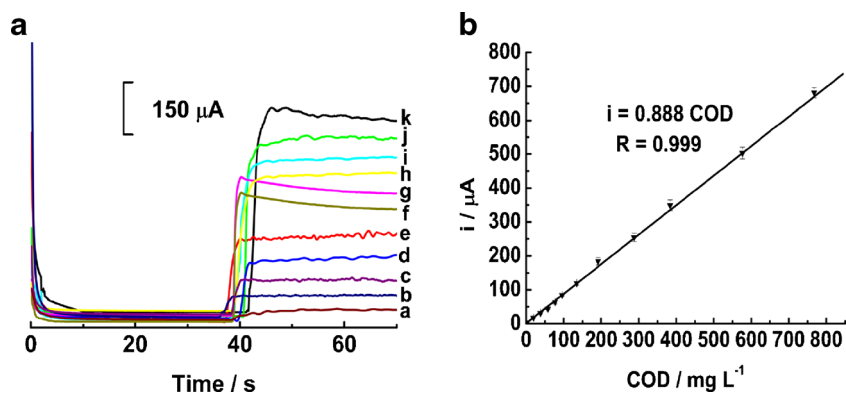 a
150 µA
k
j
i
h
g
f
e
d
c
b
a
0 20 40 60
Time / s
b
800
700
600
500
400
300
200
100
0
i / µA
i = 0.888 COD
R = 0.999
0 100 200 300 400 500 600 700 800
COD / mg L⁻¹